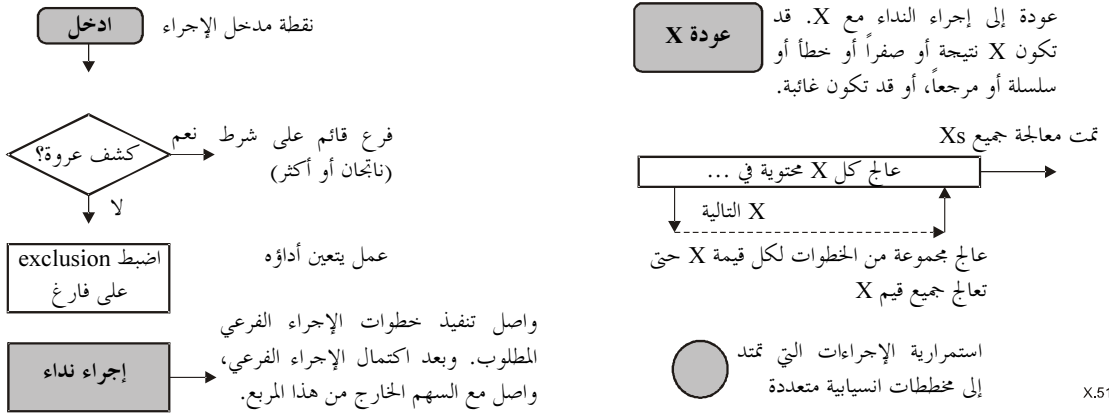 عودة إلى إجراء النداء مع X. قد
تكون X نتيجة أو صفراً أو خطأ أو
سلسلة أو مرجعاً، أو قد تكون غائبة.
عودة X
تمت معالجة جميع Xs
عالج كل X محتوية في ...
X التالية
عالج مجموعة من الخطوات لكل قيمة X حتى
تعالج جميع قيم X
استمرارية الإجراءات التي تمتد
إلى مخططات انسيابية متعددة
نقطة مدخل الإجراء
ادخل
فرع قائم على شرط
(ناتجان أو أكثر)
نعم
كشف عروة؟
لا
عمل يتعين أداؤه
اضبط exclusion
على فارغ
واصل تنفيذ خطوات الإجراء الفرعي
المطلوب. وبعد اكتمال الإجراء الفرعي،
واصل مع السهم الخارج من هذا المربع.
إجراء نداء
X.51